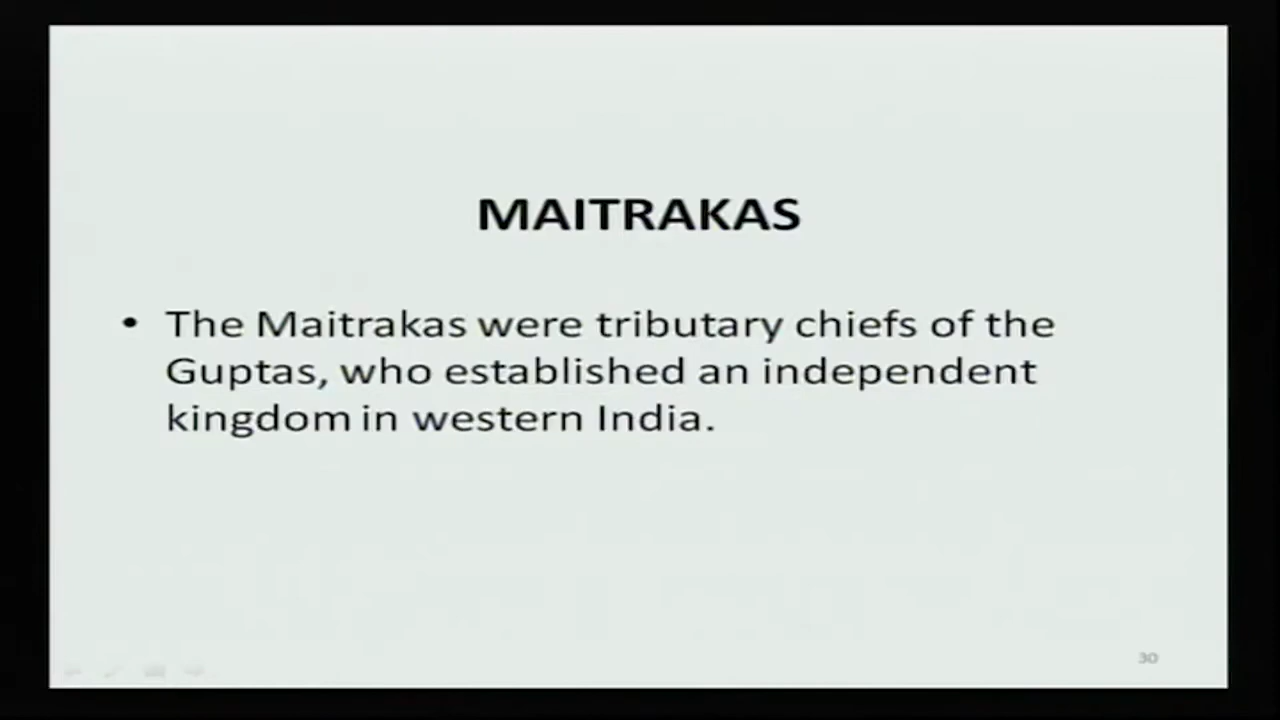 MAITRAKAS
• The Maitrakas were tributary chiefs of the
Guptas, who established an independent
kingdom in western India.
30